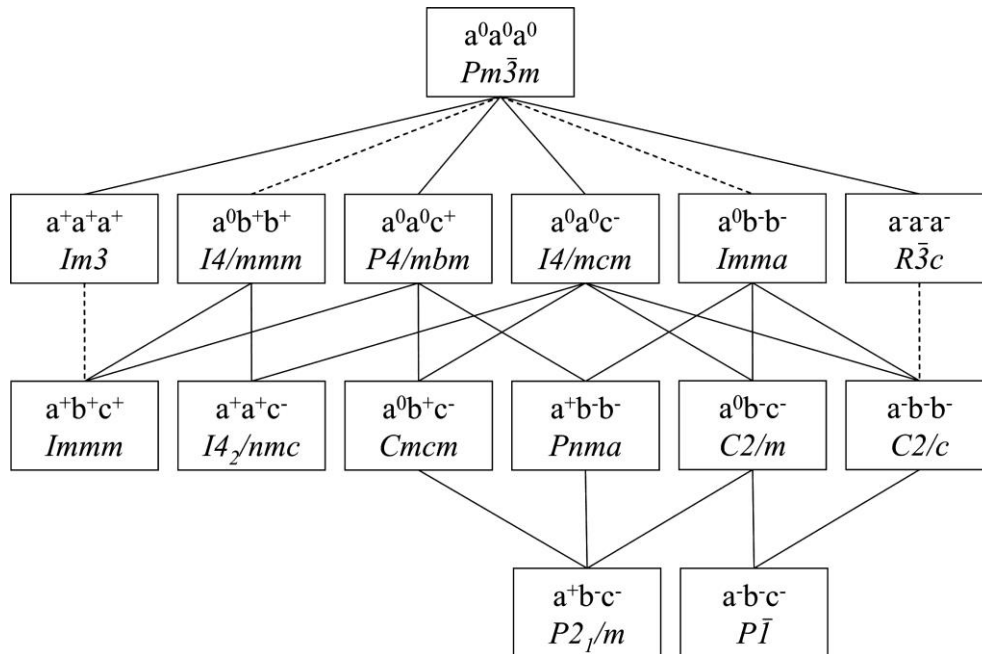 a⁰a⁰a⁰
Pm3̄m
a⁺a⁺a⁺
Im3
a⁰b⁺b⁺
I4/mmm
a⁰a⁰c⁺
P4/mbm
a⁰a⁰c⁻
I4/mcm
a⁰b⁻b⁻
Imma
a⁻a⁻a⁻
R3̄c
a⁺b⁺c⁺
Immm
a⁺a⁺c⁻
I4₂/nmc
a⁰b⁺c⁻
Cmcm
a⁺b⁻b⁻
Pnma
a⁰b⁻c⁻
C2/m
a⁻b⁻b⁻
C2/c
a⁺b⁻c⁻
P2₁/m
a⁻b⁻c⁻
P1̄